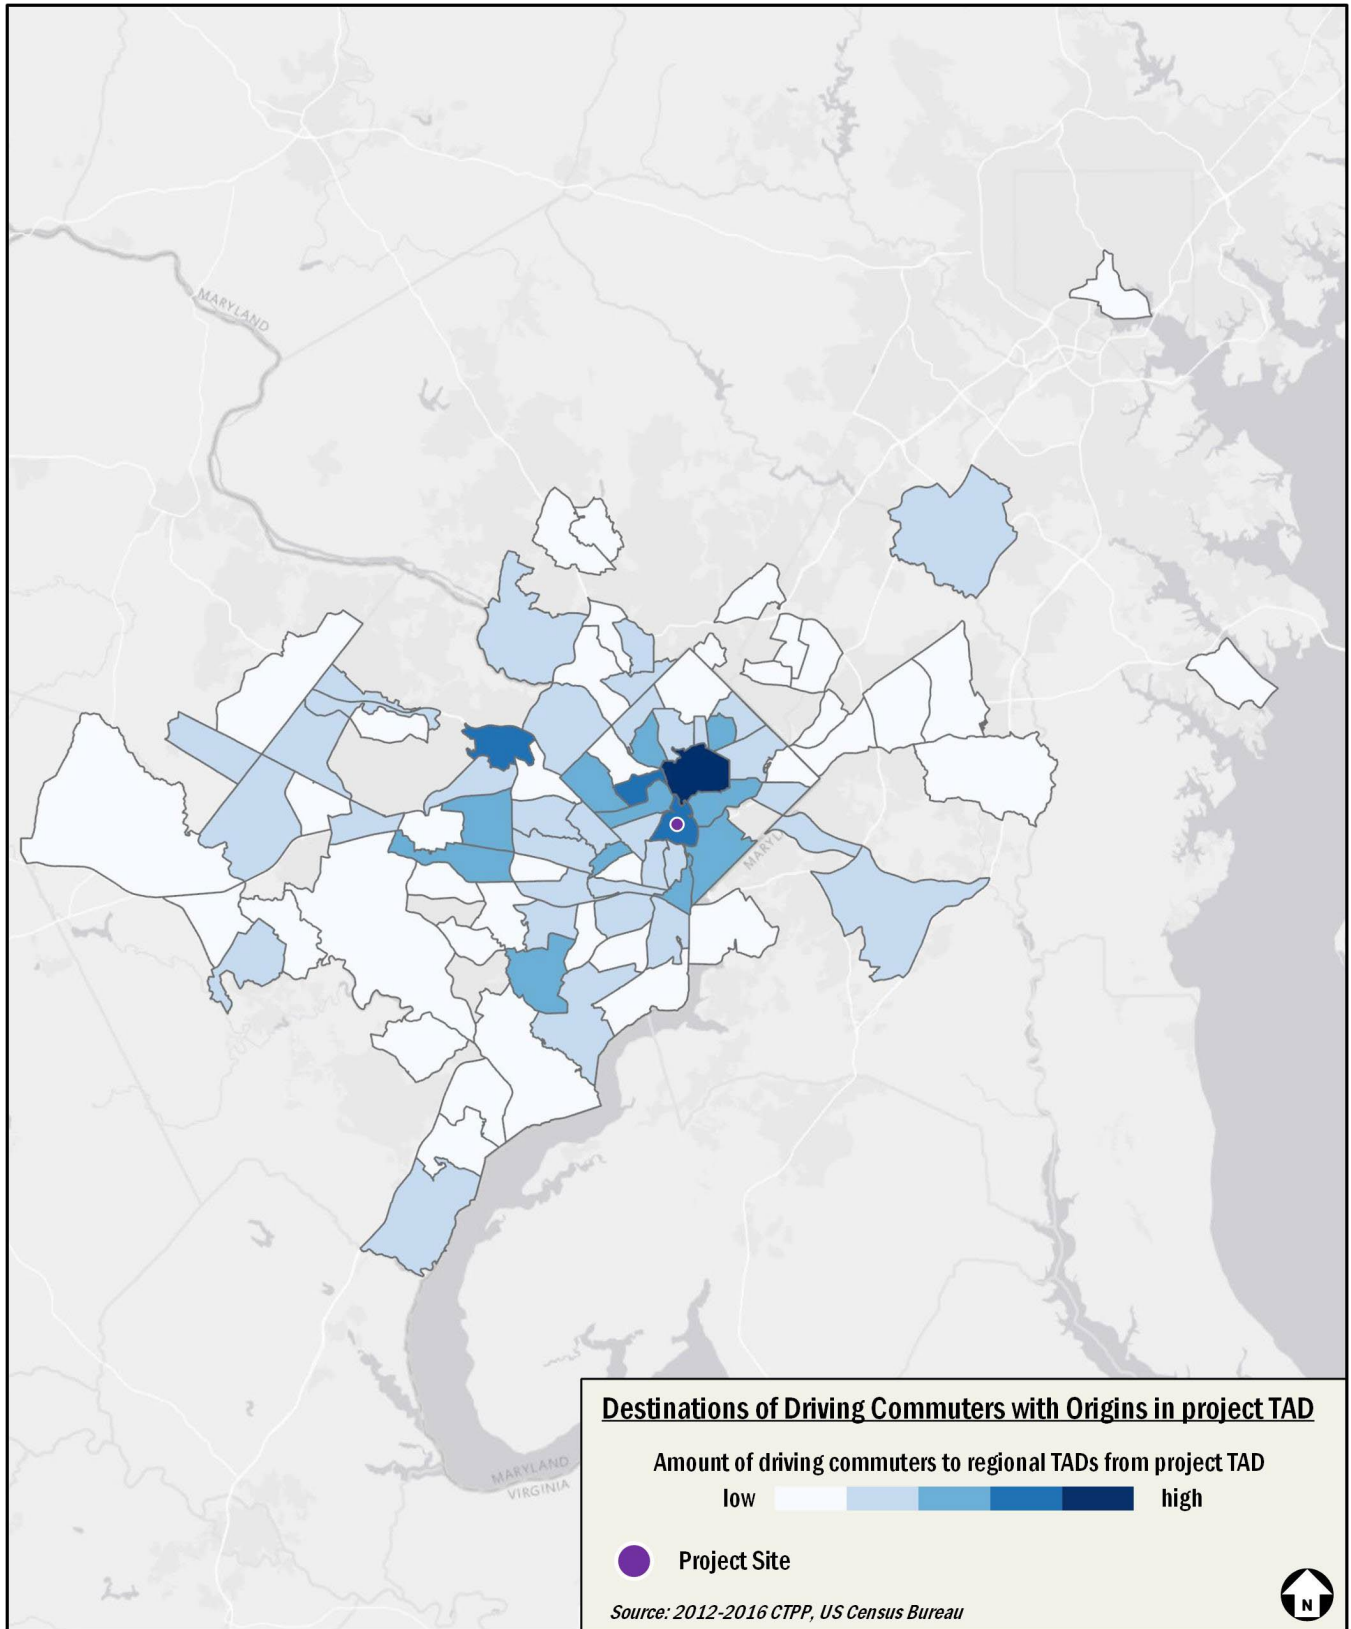 MARYLAND
MARYL
MARYLAND
VIRGINIA
Destinations of Driving Commuters with Origins in project TAD
Amount of driving commuters to regional TADs from project TAD
low high
Project Site
Source: 2012-2016 CTPP, US Census Bureau
N